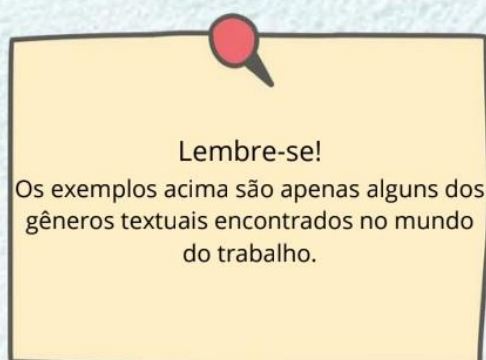 Lembre-se!
Os exemplos acima são apenas alguns dos
gêneros textuais encontrados no mundo
do trabalho.